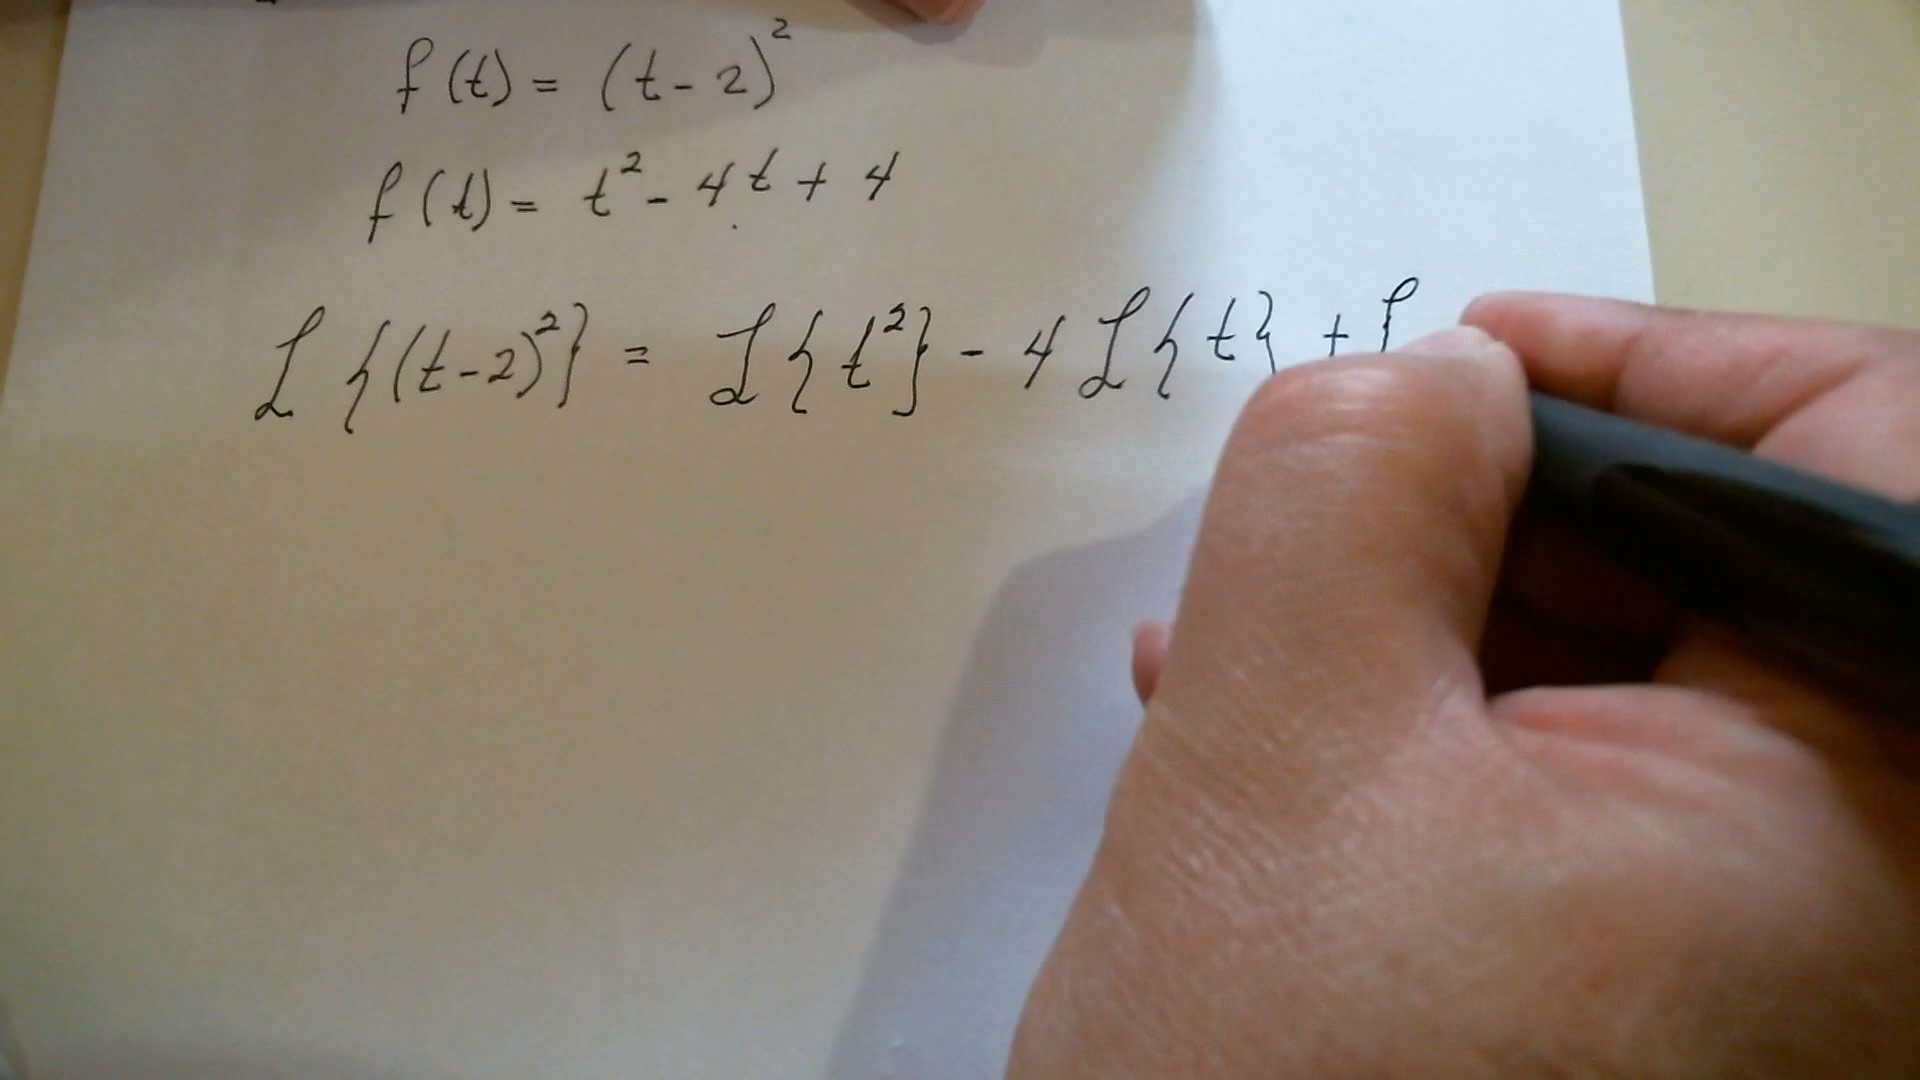 f(t) = (t - 2)²
f(t) = t² - 4t + 4
ℒ{(t-2)²} = ℒ{t²} - 4ℒ{t} + ℒ